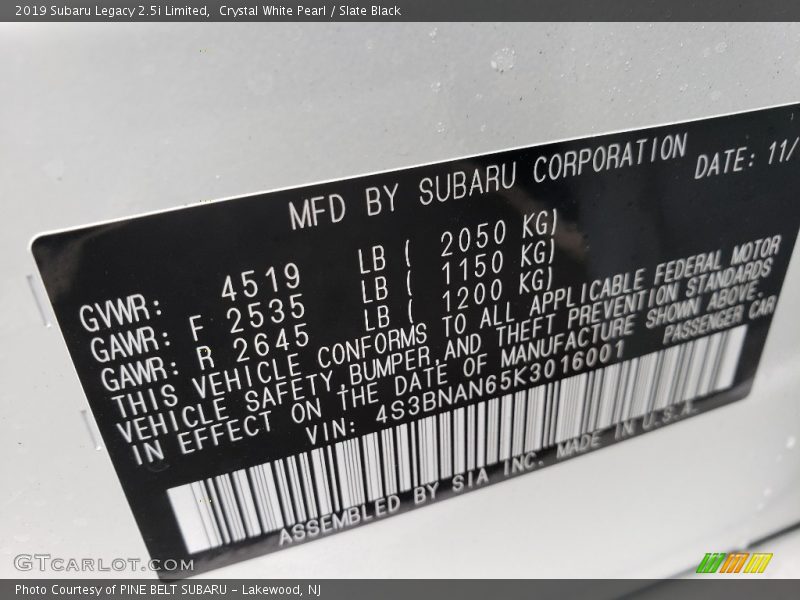 2019 Subaru Legacy 2.5i Limited, Crystal White Pearl / Slate Black
MFD BY SUBARU CORPORATION DATE: 11/
GVWR: 4519 LB ( 2050 KG)
GAWR: F 2535 LB ( 1150 KG)
GAWR: R 2645 LB ( 1200 KG)
THIS VEHICLE CONFORMS TO ALL APPLICABLE FEDERAL MOTOR
VEHICLE SAFETY,BUMPER,AND THEFT PREVENTION STANDARDS
IN EFFECT ON THE DATE OF MANUFACTURE SHOWN ABOVE.
VIN: 4S3BNAN65K3016001 PASSENGER CAR
ASSEMBLED BY SIA INC. MADE IN U.S.A.
GTCARLOT.COM
Photo Courtesy of PINE BELT SUBARU - Lakewood, NJ